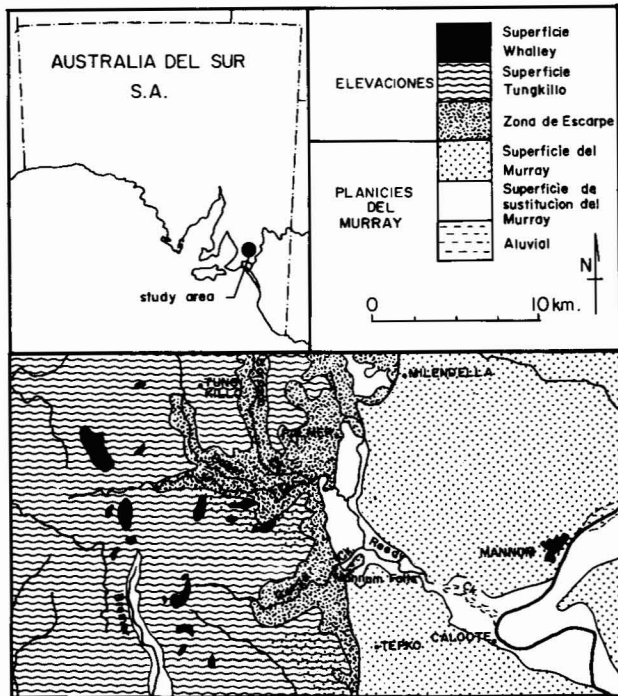 AUSTRALIA DEL SUR
S.A.
study area
ELEVACIONES
Superficie
Whalley
Superficie
Tungkillo
Zona de Escarpe
PLANICIES
DEL
MURRAY
Superficie del
Murray
Superficie de
sustitucion del
Murray
Aluvial
N
0 10 km.
MILENDELLA
TUNG
KILLO
Reedy
Ck
MANNUM
Mannum Falls
TEPKO
CALOOTE